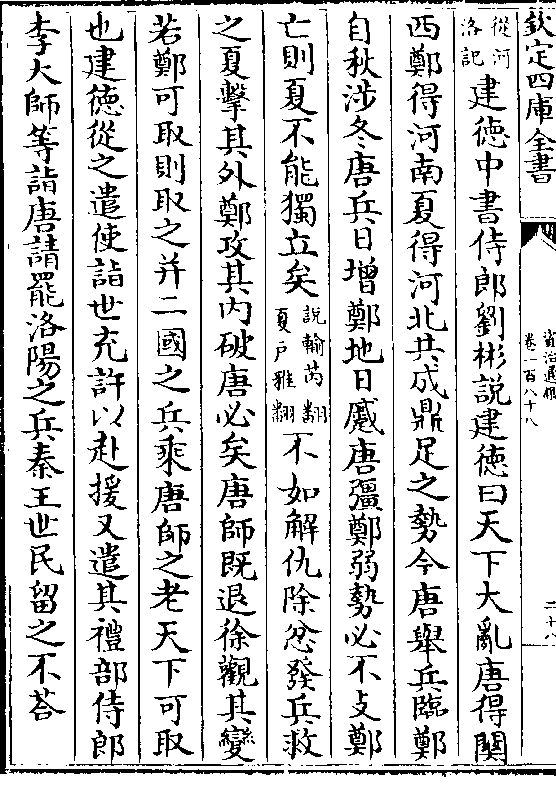 欽定四庫全書
資治通鑑
卷一百八十八
二十八
從河
洛記
建徳中書侍郎劉彬說建徳曰天下大亂唐得關
西鄭得河南夏得河北共成鼎足之勢今唐舉兵臨鄭
自秋涉冬唐兵日增鄭地日蹙唐彊鄭弱勢必不支鄭
亡則夏不能獨立矣說輸芮翻夏戶雅翻不如解仇除忿發兵救
之夏擊其外鄭攻其内破唐必矣唐師既退徐觀其變
若鄭可取則取之并二國之兵乘唐師之老天下可取
也建徳從之遣使詣世充許以赴援又遣其禮部侍郎
李大師等詣唐請罷洛陽之兵秦王世民留之不荅